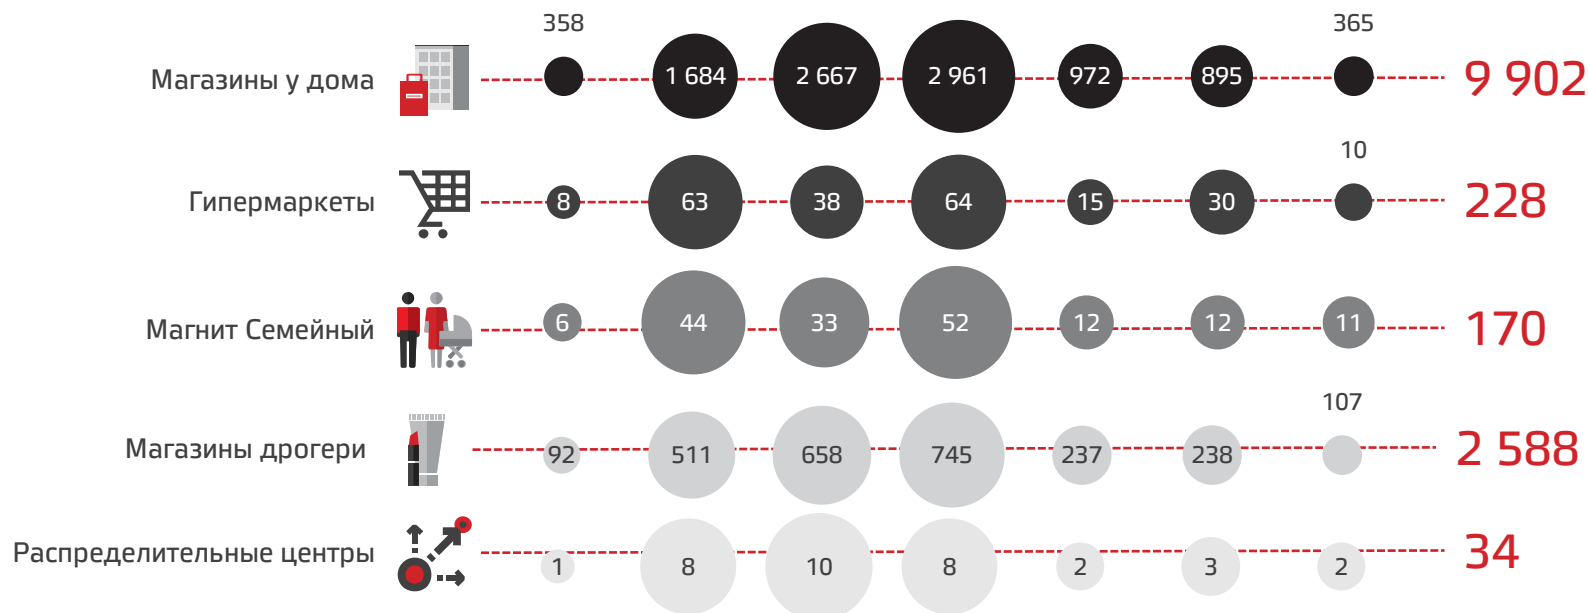 358 365
Магазины у дома 1 684 2 667 2 961 972 895 9 902
10
Гипермаркеты 8 63 38 64 15 30 228
Магнит Семейный 6 44 33 52 12 12 11 170
107
Магазины дрогери 92 511 658 745 237 238 2 588
Распределительные центры 1 8 10 8 2 3 2 34